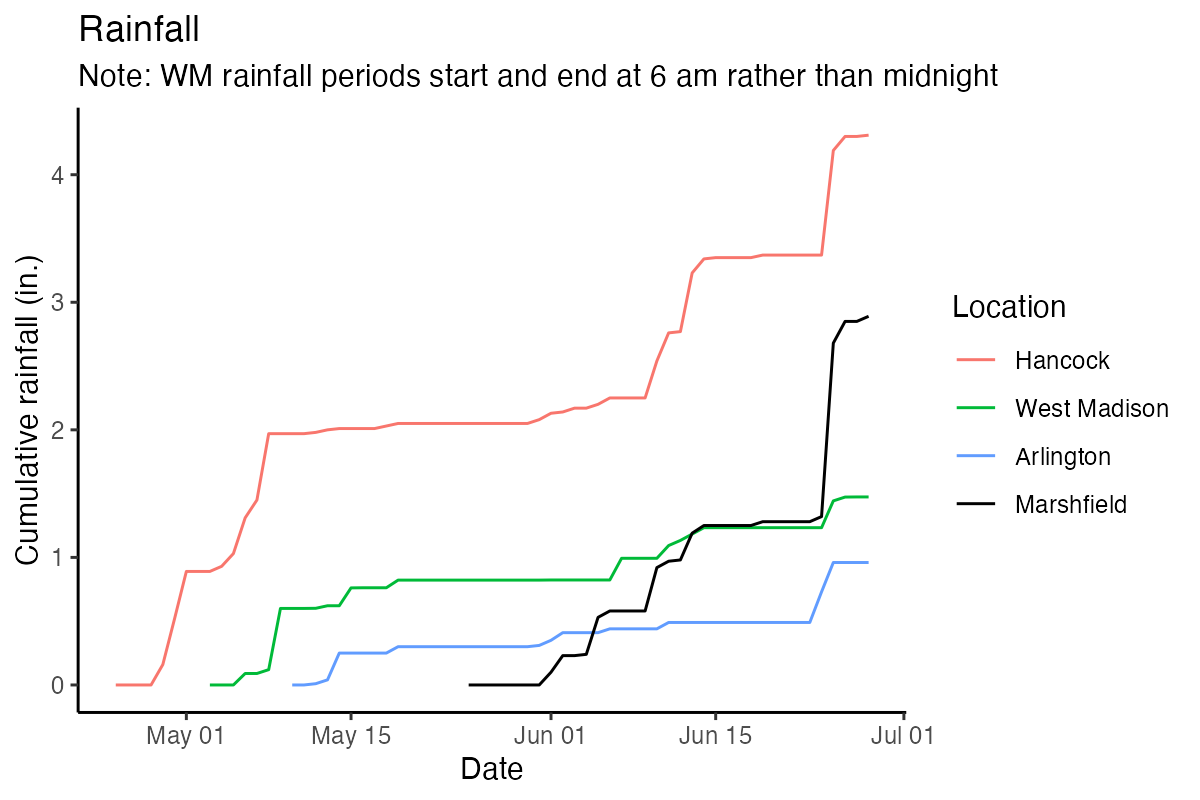 Rainfall
Note: WM rainfall periods start and end at 6 am rather than midnight
Cumulative rainfall (in.)
4
3
2
1
0
May 01
May 15
Jun 01
Jun 15
Jul 01
Date
Location
Hancock
West Madison
Arlington
Marshfield